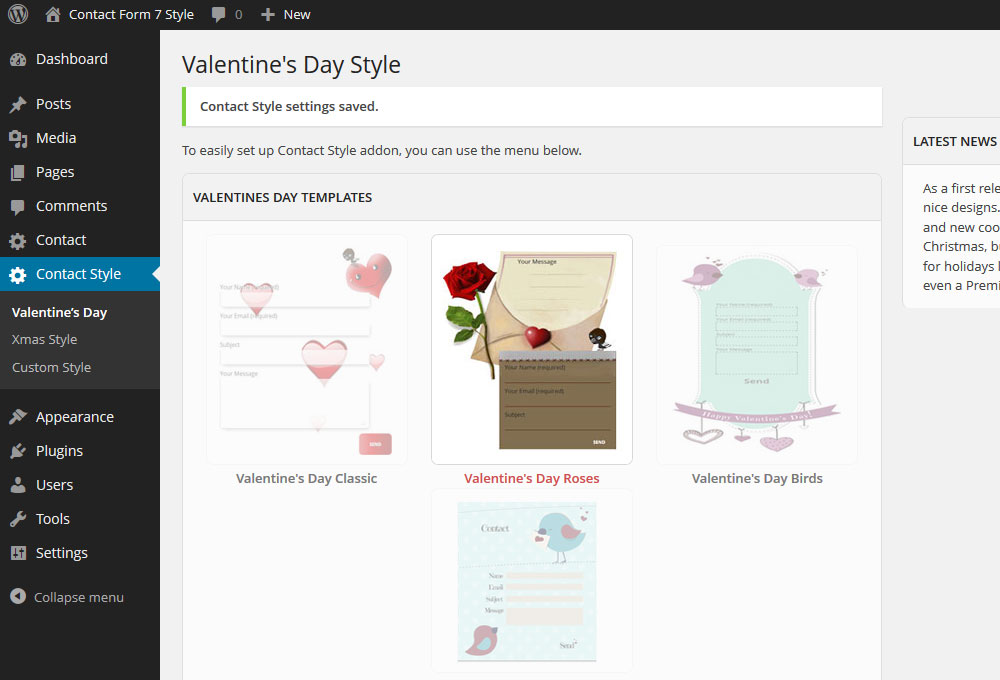 Contact Form 7 Style 0 New
Dashboard
Posts
Media
Pages
Comments
Contact
Contact Style
Valentine's Day
Xmas Style
Custom Style
Appearance
Plugins
Users
Tools
Settings
Collapse menu
Valentine's Day Style
Contact Style settings saved.
To easily set up Contact Style addon, you can use the menu below.
VALENTINES DAY TEMPLATES
Your Name (required)
Your Email (required)
Subject
Your Message
SEND
Valentine's Day Classic
Your Message
Your Name (required)
Your Email (required)
Subject
SEND
Valentine's Day Roses
Your Name (required)
Your Email (required)
Subject
Your Message
Send
Happy Valentine's Day!
Valentine's Day Birds
Contact
Name
Email
Subject
Message
Send
LATEST NEWS
As a first rele
nice designs.
and new coo
Christmas, bu
for holidays l
even a Premi